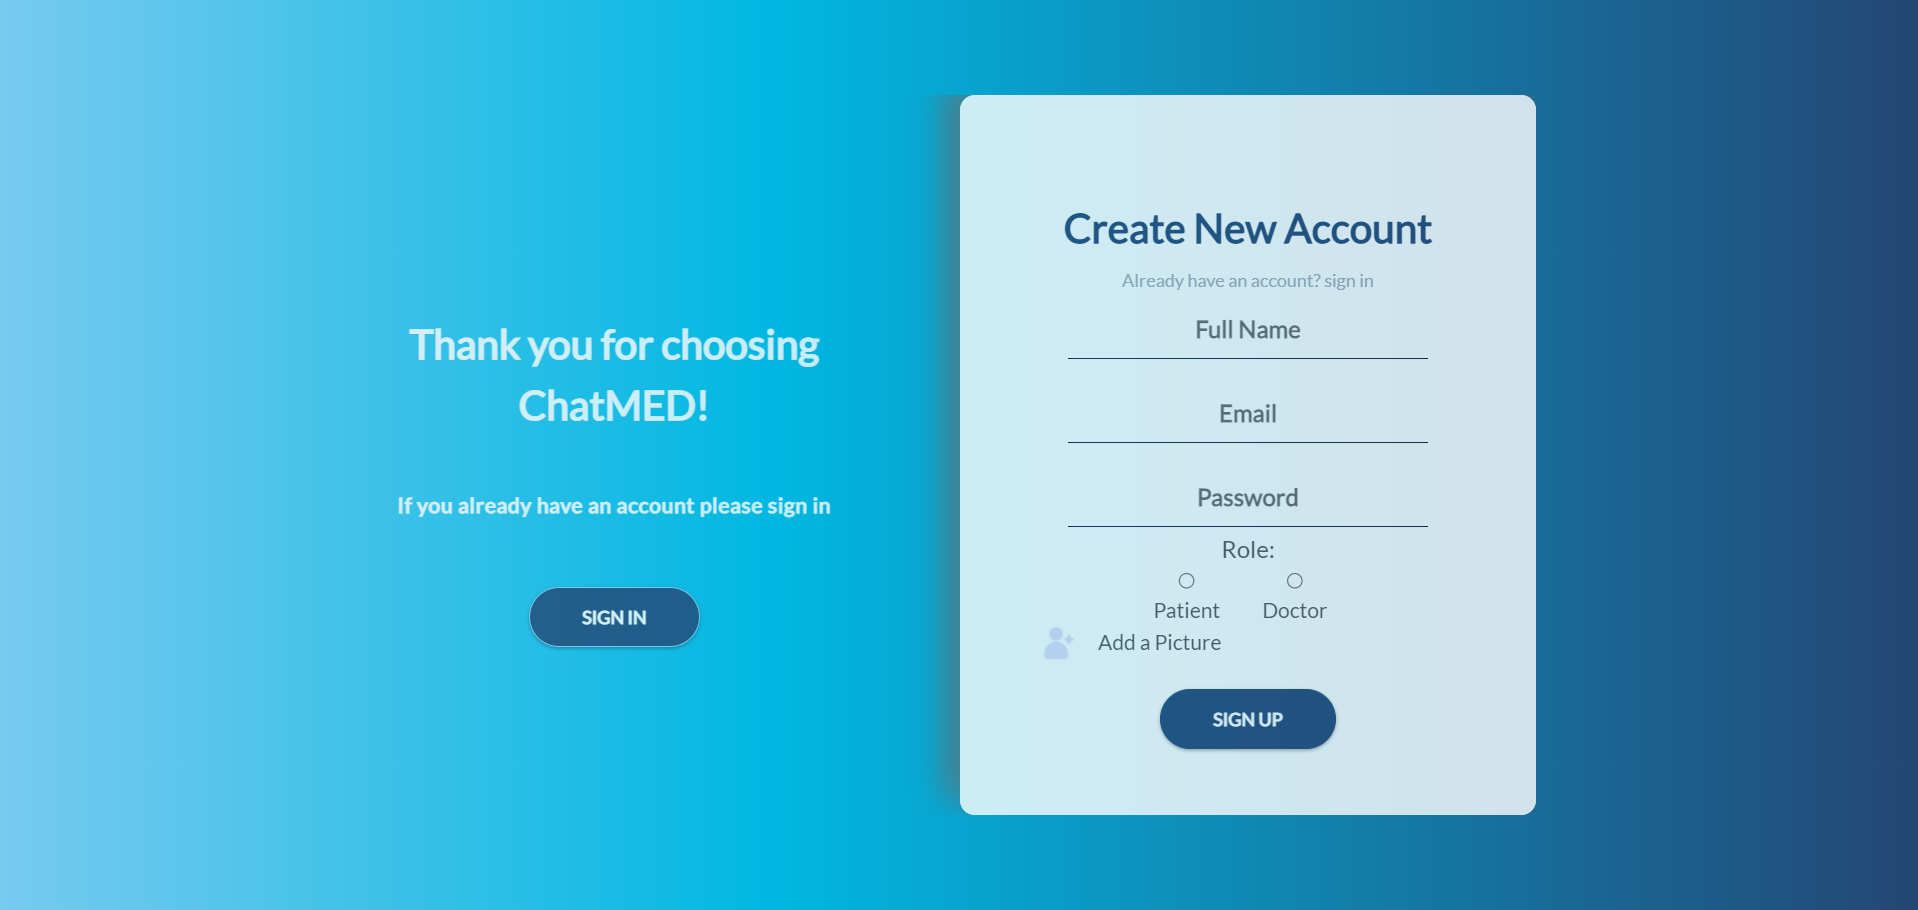 Thank you for choosing
ChatMED!
If you already have an account please sign in
SIGN IN
Create New Account
Already have an account? sign in
Full Name
Email
Password
Role:
Patient Doctor
Add a Picture
SIGN UP